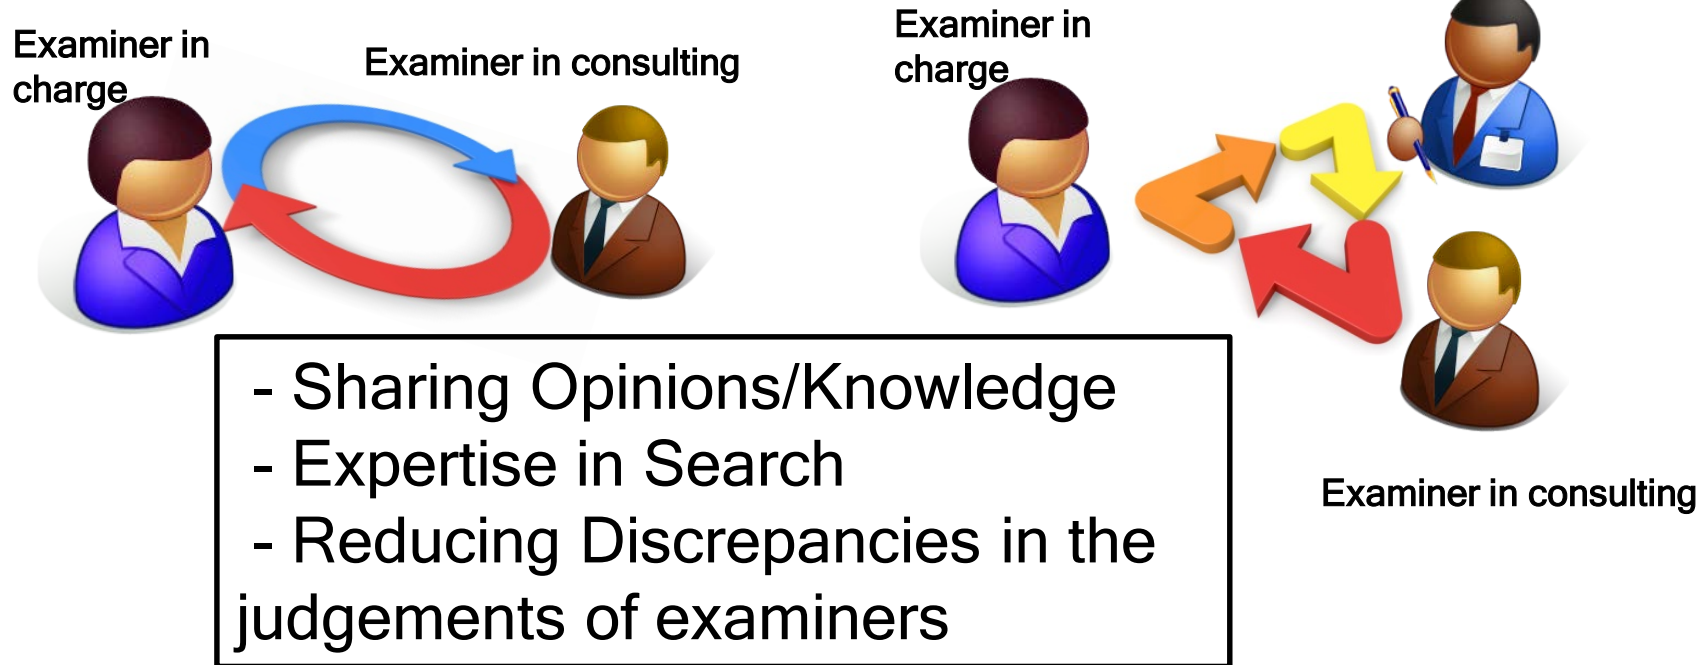 Examiner in
charge
Examiner in consulting
Examiner in
charge
- Sharing Opinions/Knowledge
- Expertise in Search
- Reducing Discrepancies in the
judgements of examiners
Examiner in consulting